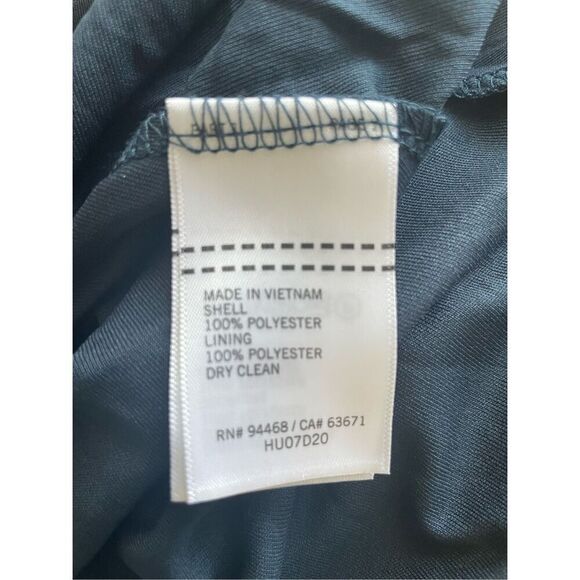 MADE IN VIETNAM
SHELL
100% POLYESTER
LINING
100% POLYESTER
DRY CLEAN
RN# 94468 / CA# 63671
HU07D20